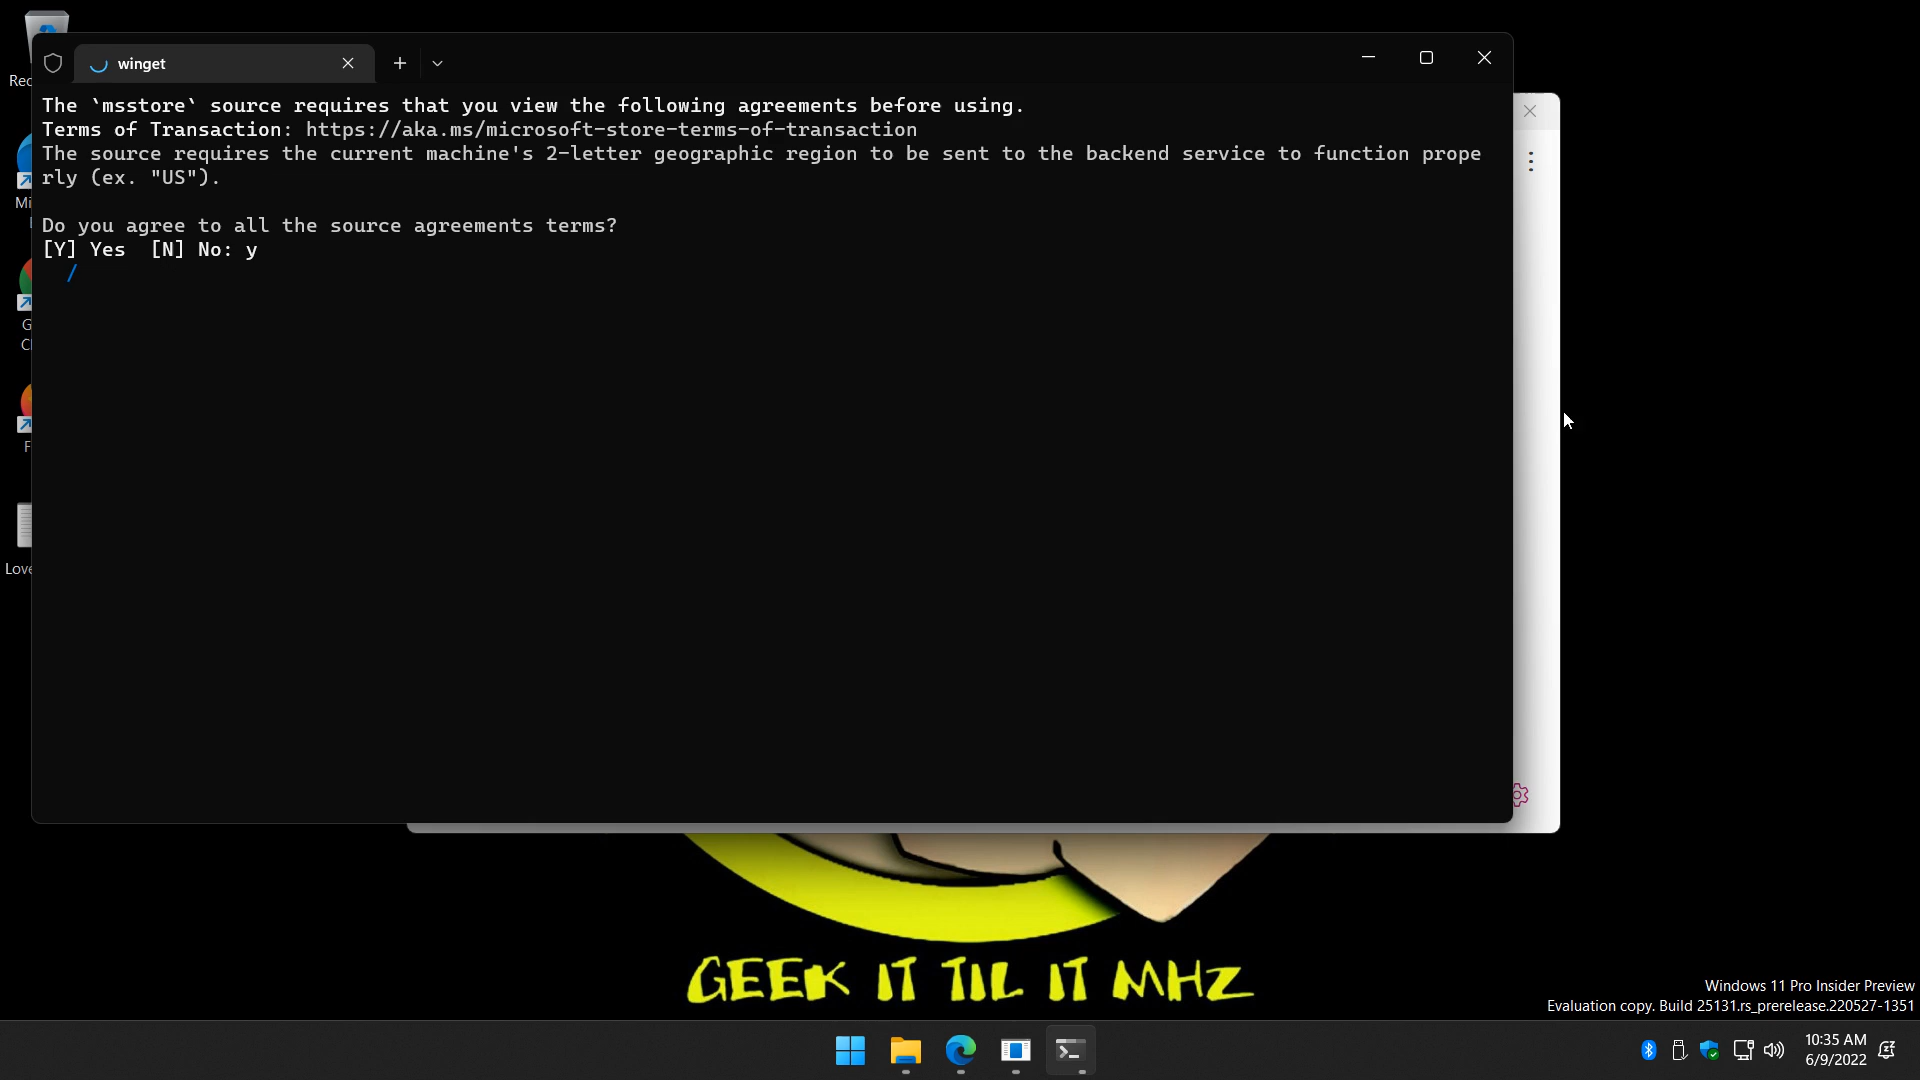 winget
The `msstore` source requires that you view the following agreements before using.
Terms of Transaction: https://aka.ms/microsoft-store-terms-of-transaction
The source requires the current machine's 2-letter geographic region to be sent to the backend service to function prope
rly (ex. "US").
Do you agree to all the source agreements terms?
[Y] Yes  [N] No: y
/
GEEK IT TIL IT MHZ
Windows 11 Pro Insider Preview
Evaluation copy. Build 25131.rs_prerelease.220527-1351
10:35 AM
6/9/2022